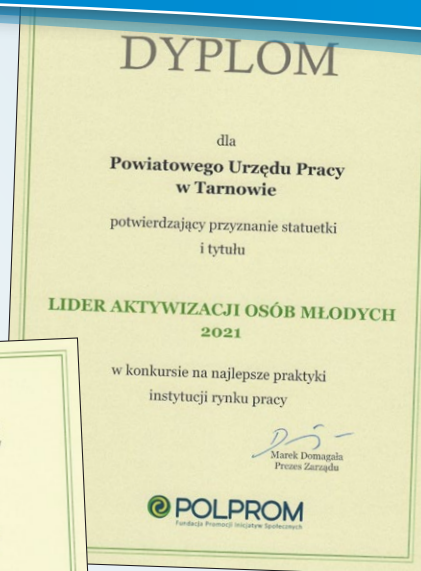 DYPLOM
dla
Powiatowego Urzędu Pracy
w Tarnowie
potwierdzający przyznanie statuetki
i tytułu
LIDER AKTYWIZACJI OSÓB MŁODYCH
2021
w konkursie na najlepsze praktyki
instytucji rynku pracy
Marek Domagała
Prezes Zarządu
POLPROM
Fundacja Promocji Inicjatyw Społecznych